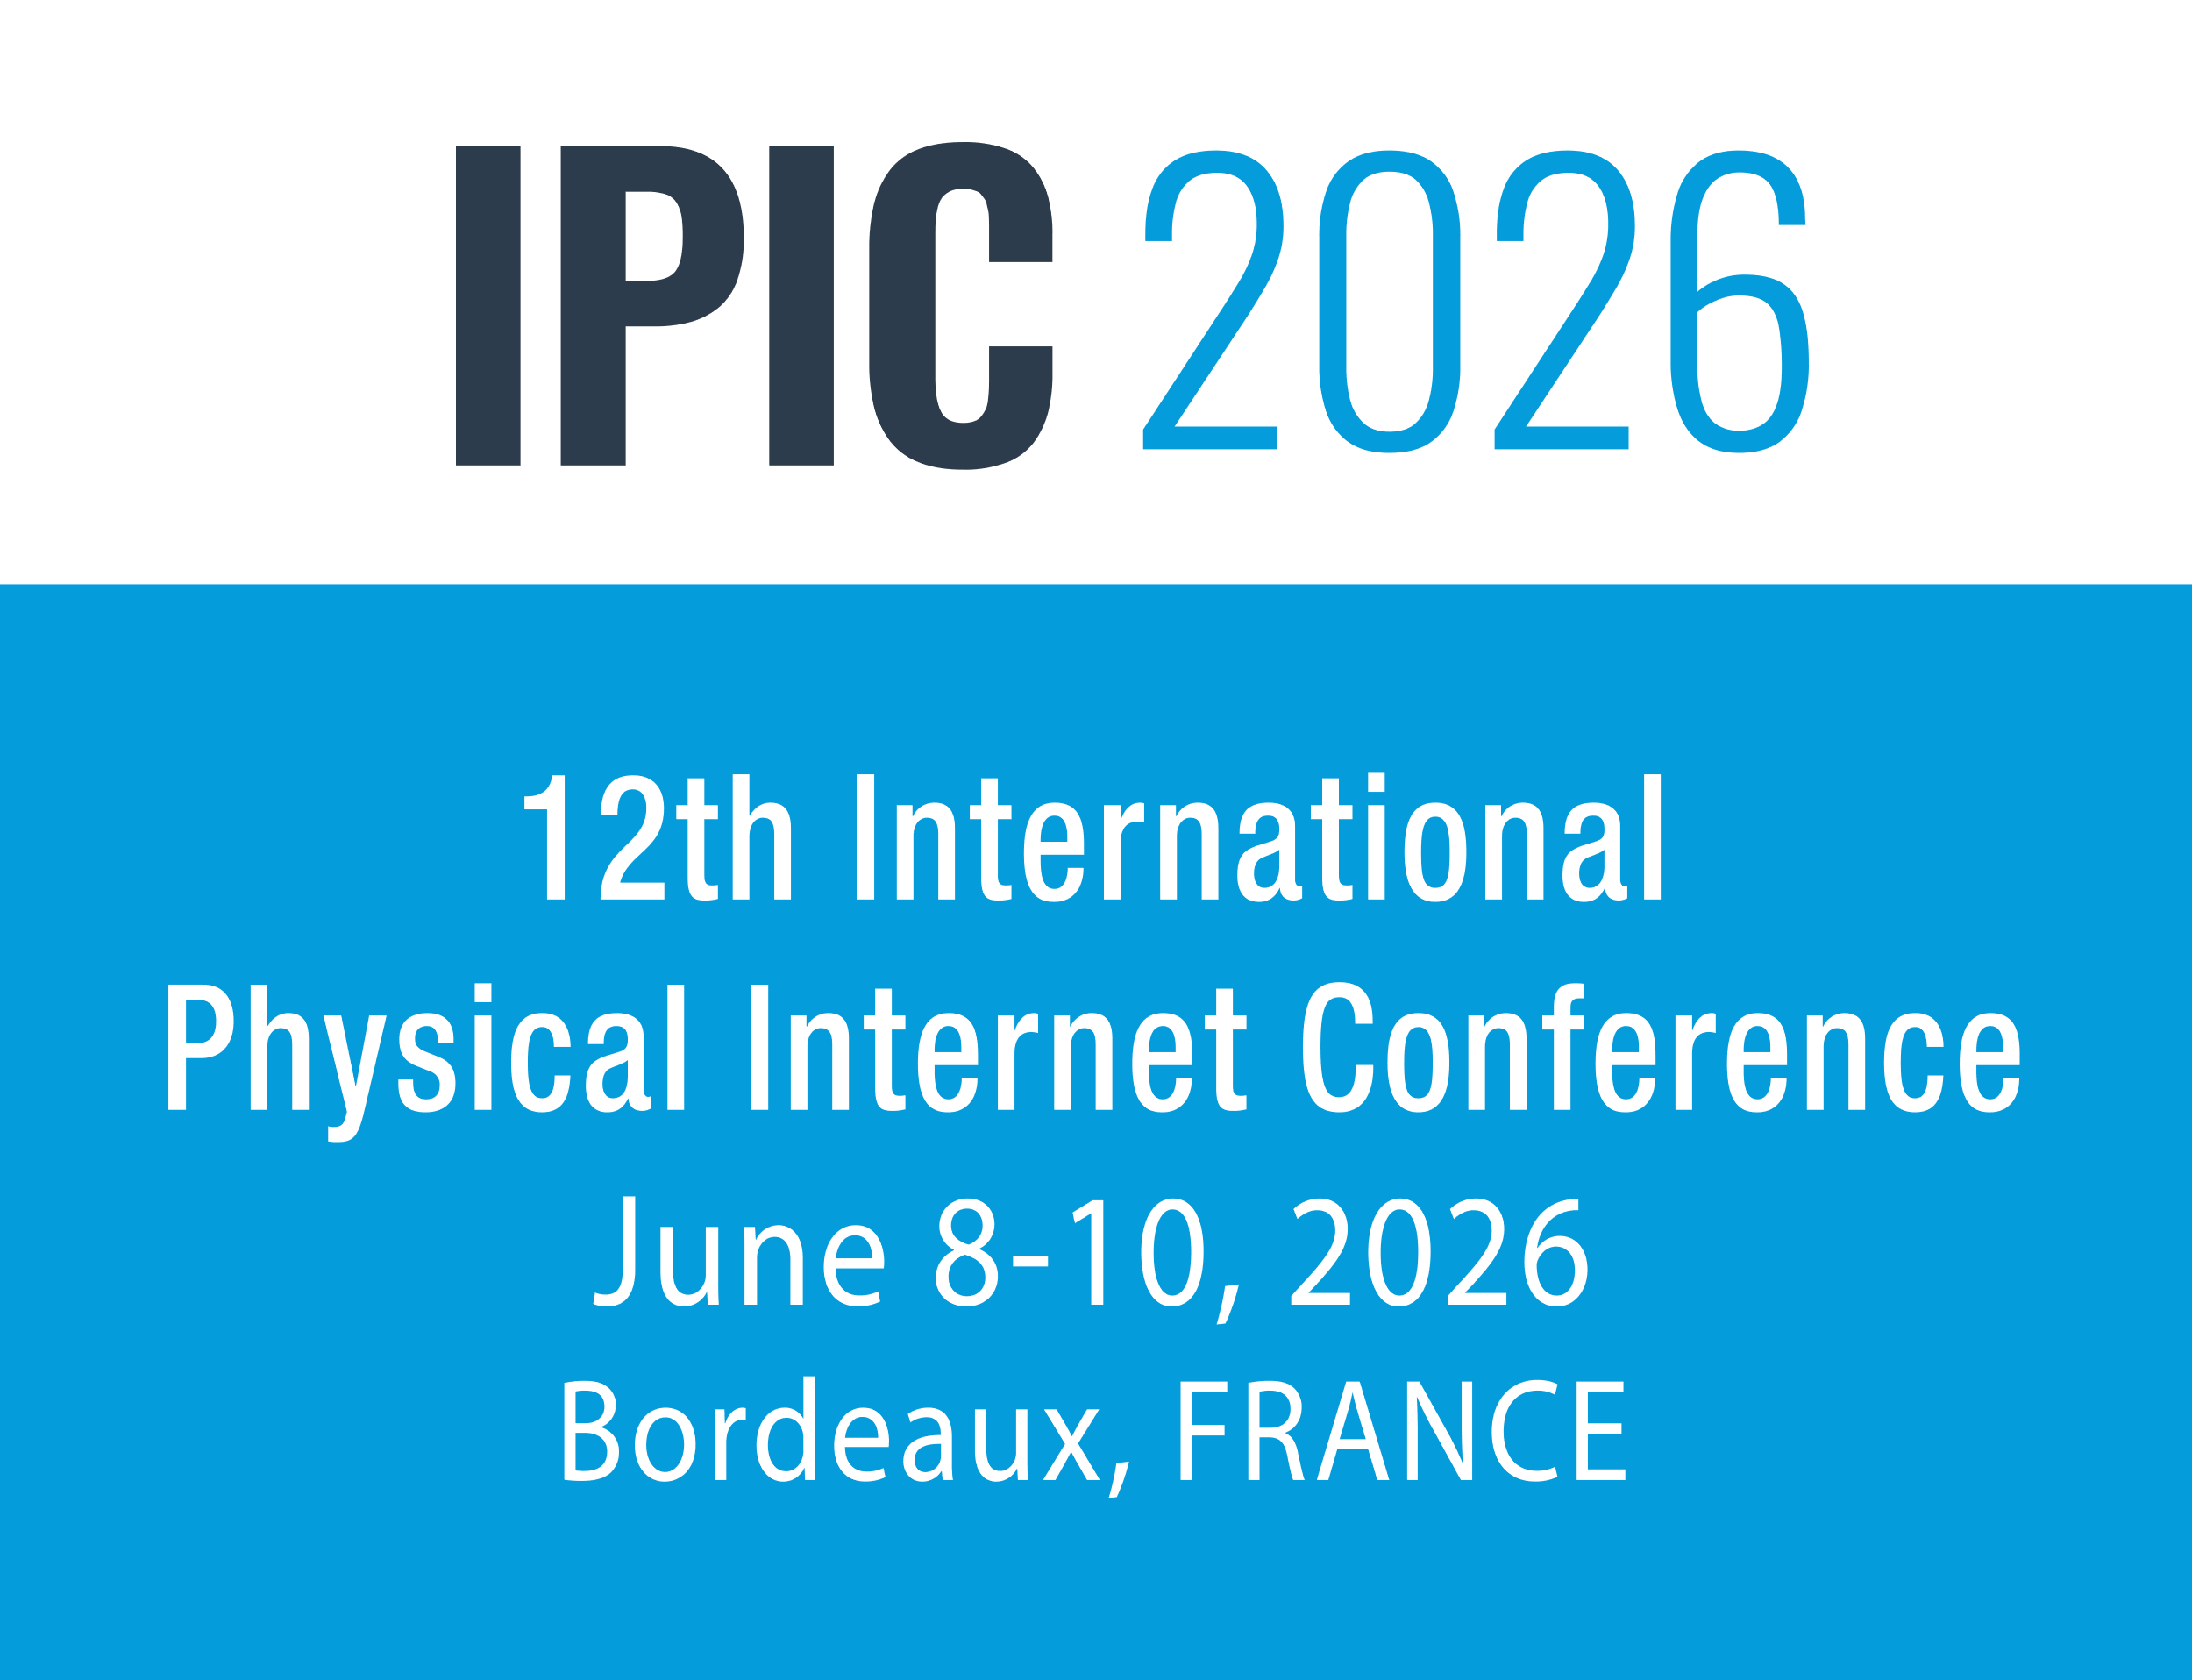 IPIC 2026
12th International
Physical Internet Conference
June 8-10, 2026
Bordeaux, FRANCE